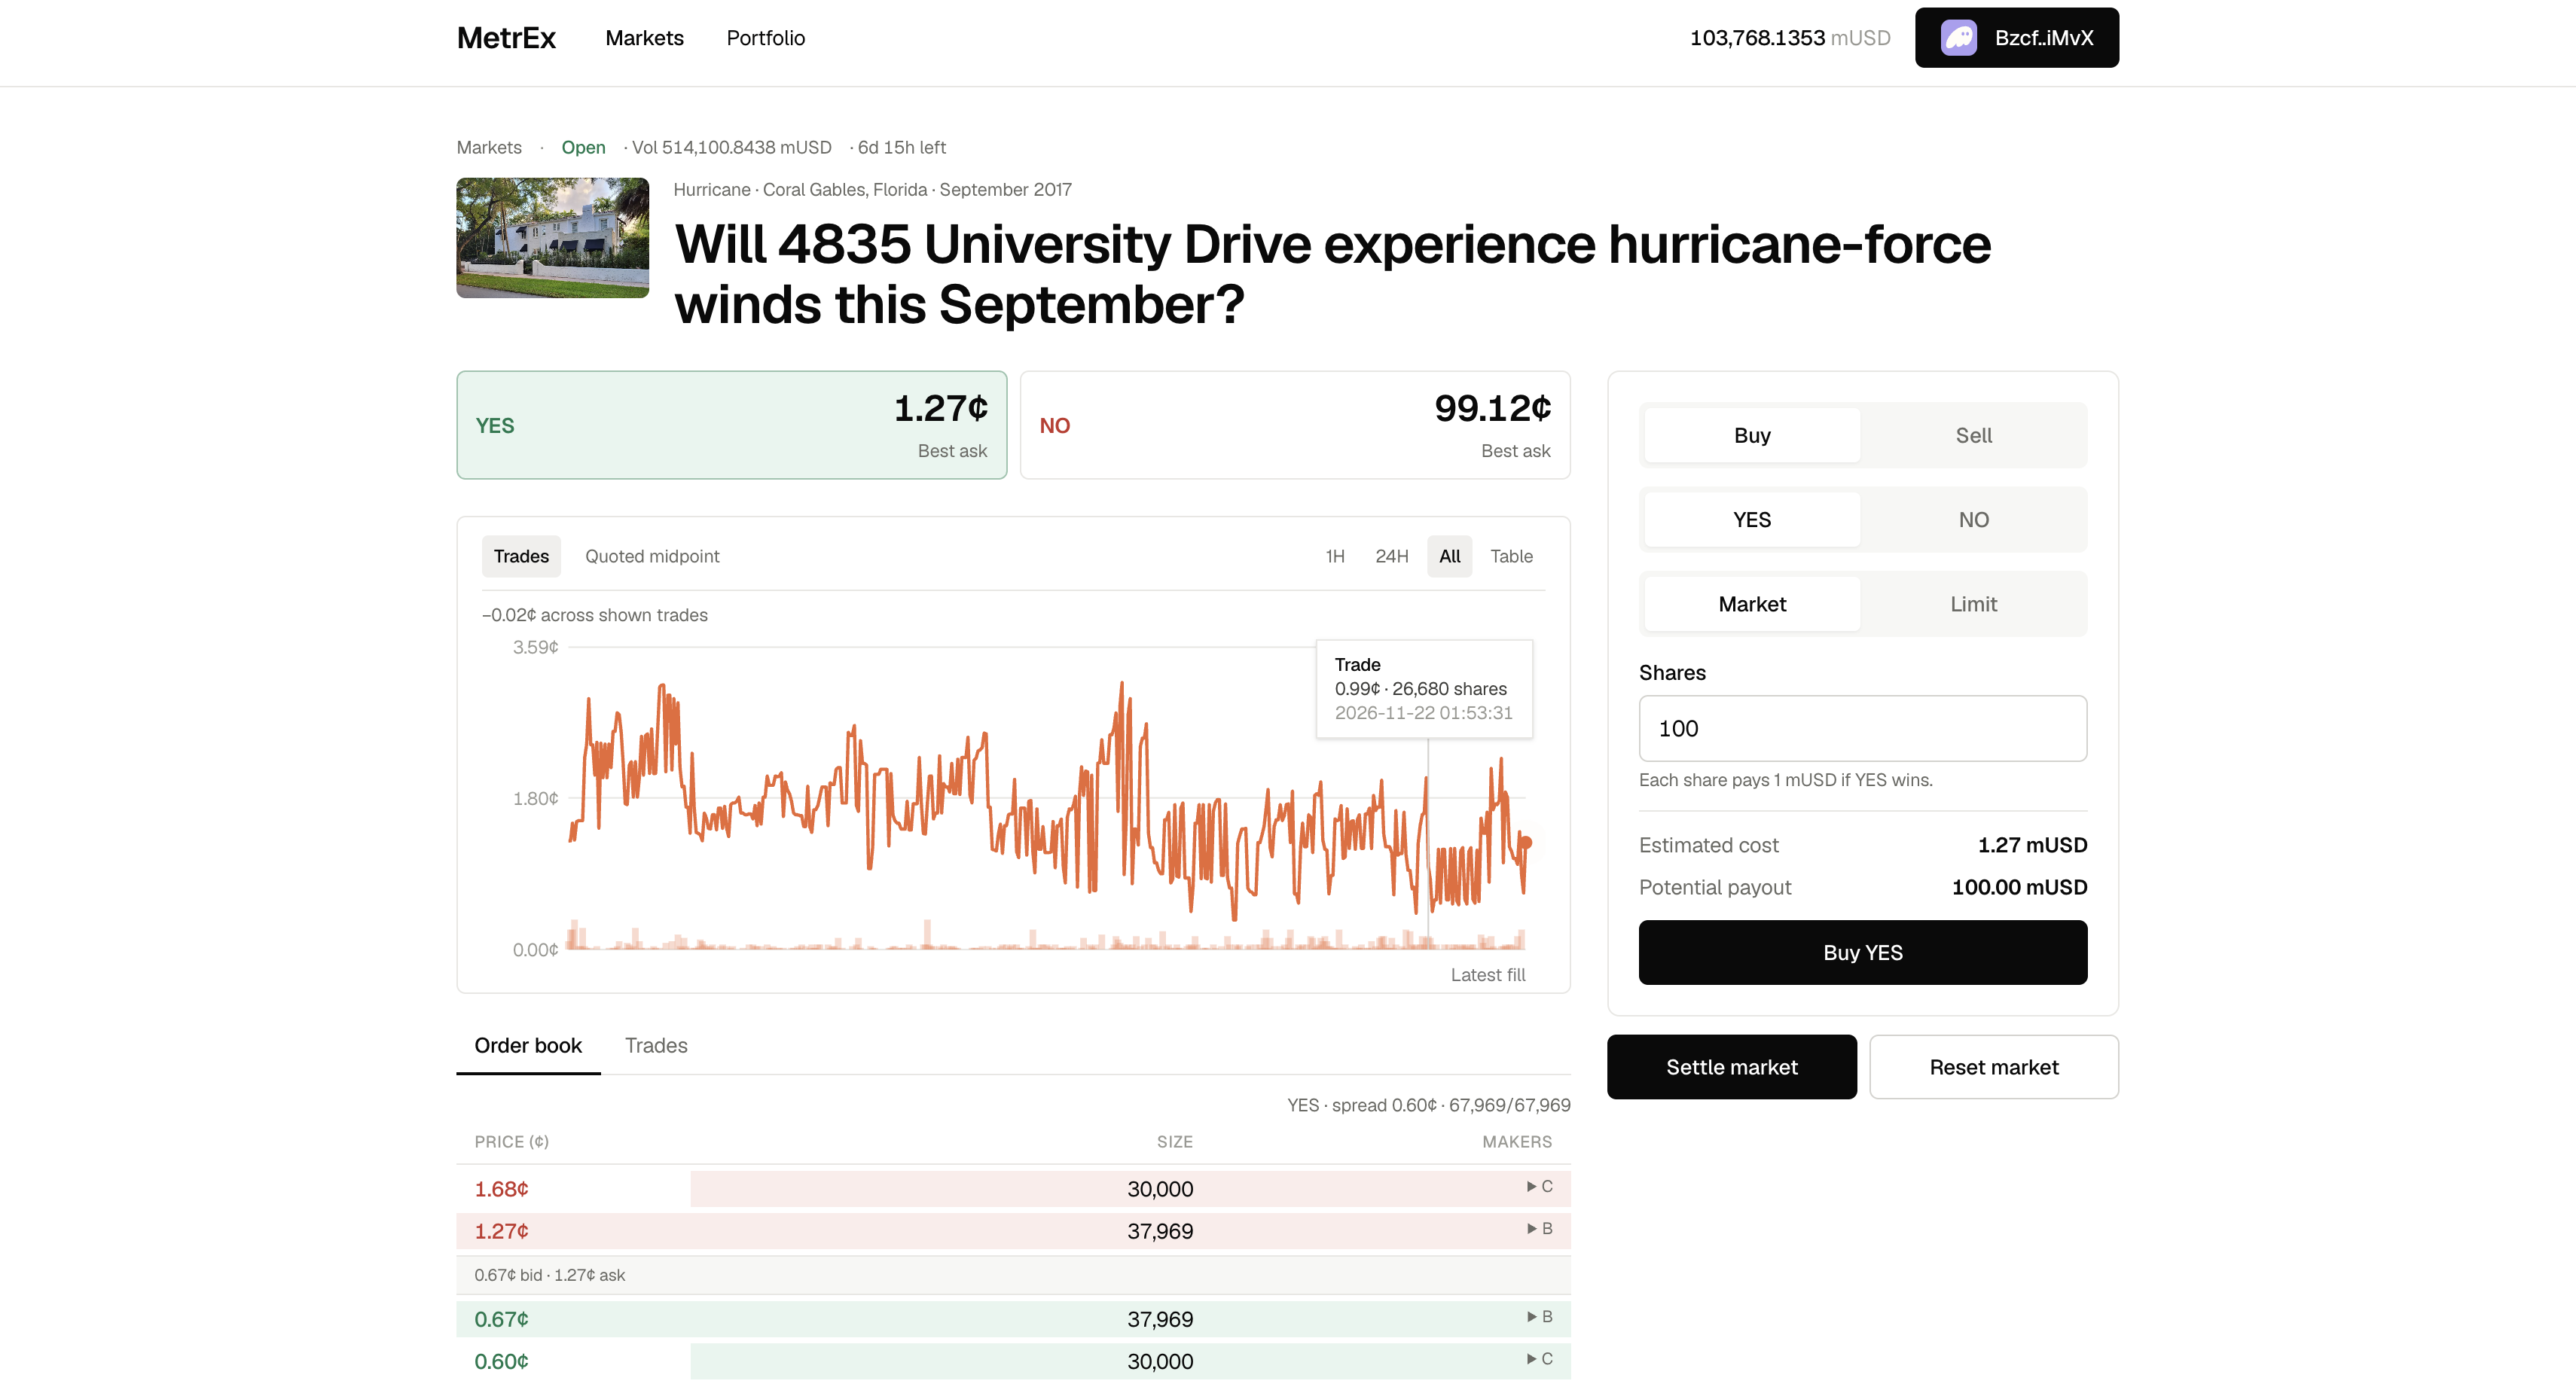 MetrEx Markets Portfolio 103,768.1353 mUSD Bzcf..iMvX
Markets · Open · Vol 514,100.8438 mUSD · 6d 15h left
Hurricane · Coral Gables, Florida · September 2017
Will 4835 University Drive experience hurricane-force
winds this September?
YES 1.27¢
Best ask
NO 99.12¢
Best ask
Trades Quoted midpoint 1H 24H All Table
−0.02¢ across shown trades
3.59¢
Trade
0.99¢ · 26,680 shares
2026-11-22 01:53:31
1.80¢
0.00¢
Latest fill
Order book Trades
YES · spread 0.60¢ · 67,969/67,969
PRICE (¢) SIZE MAKERS
1.68¢ 30,000 ▶ C
1.27¢ 37,969 ▶ B
0.67¢ bid · 1.27¢ ask
0.67¢ 37,969 ▶ B
0.60¢ 30,000 ▶ C
Buy Sell
YES NO
Market Limit
Shares
100
Each share pays 1 mUSD if YES wins.
Estimated cost 1.27 mUSD
Potential payout 100.00 mUSD
Buy YES
Settle market Reset market